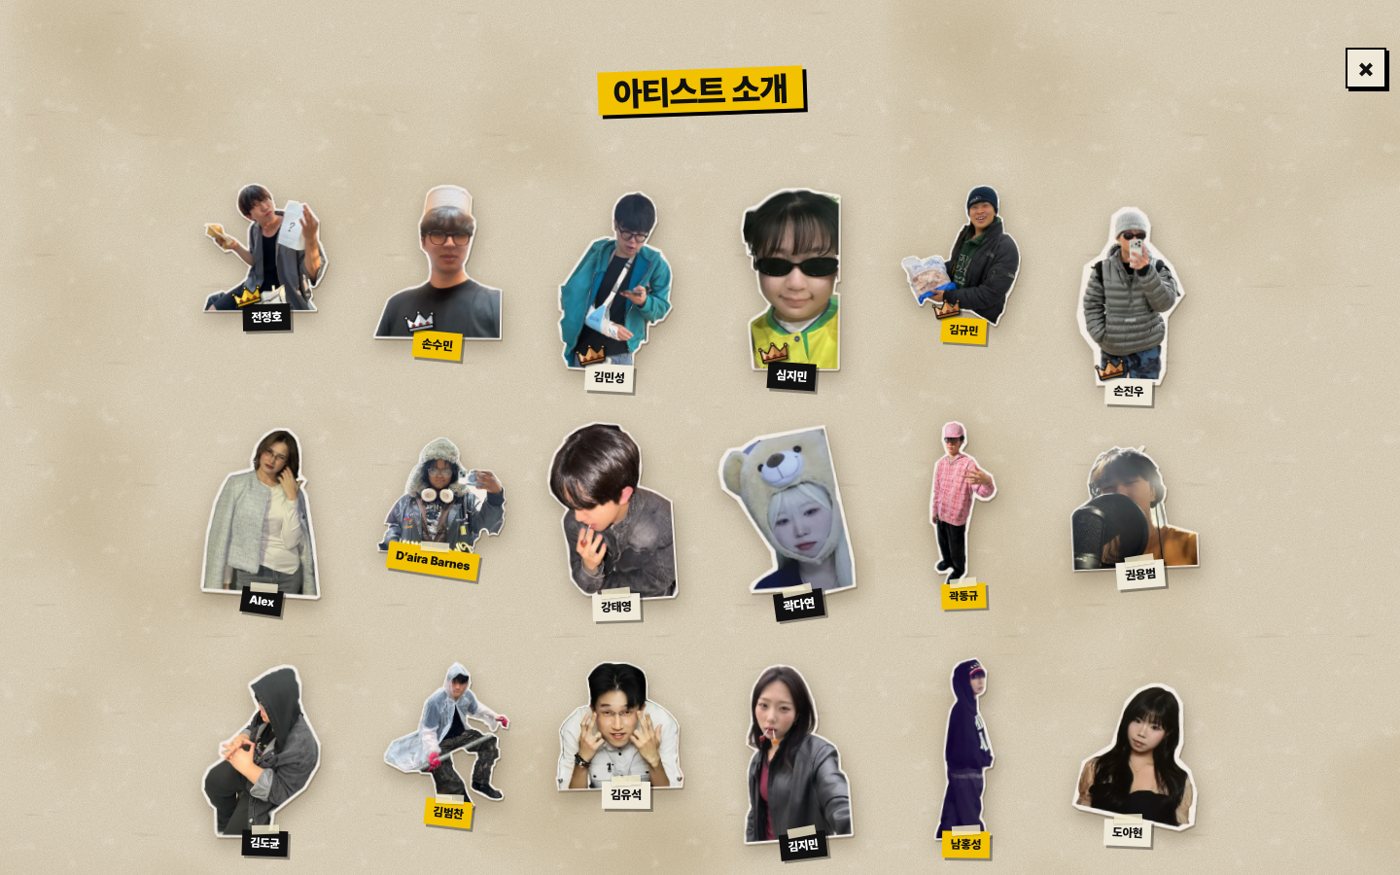 아티스트 소개
?
전정호
손수민
김민성
심지민
김규민
손진우
Alex
D'aira Barnes
강태영
곽다연
곽동규
권용범
김도균
김범찬
김유석
김지민
남홍성
도아현